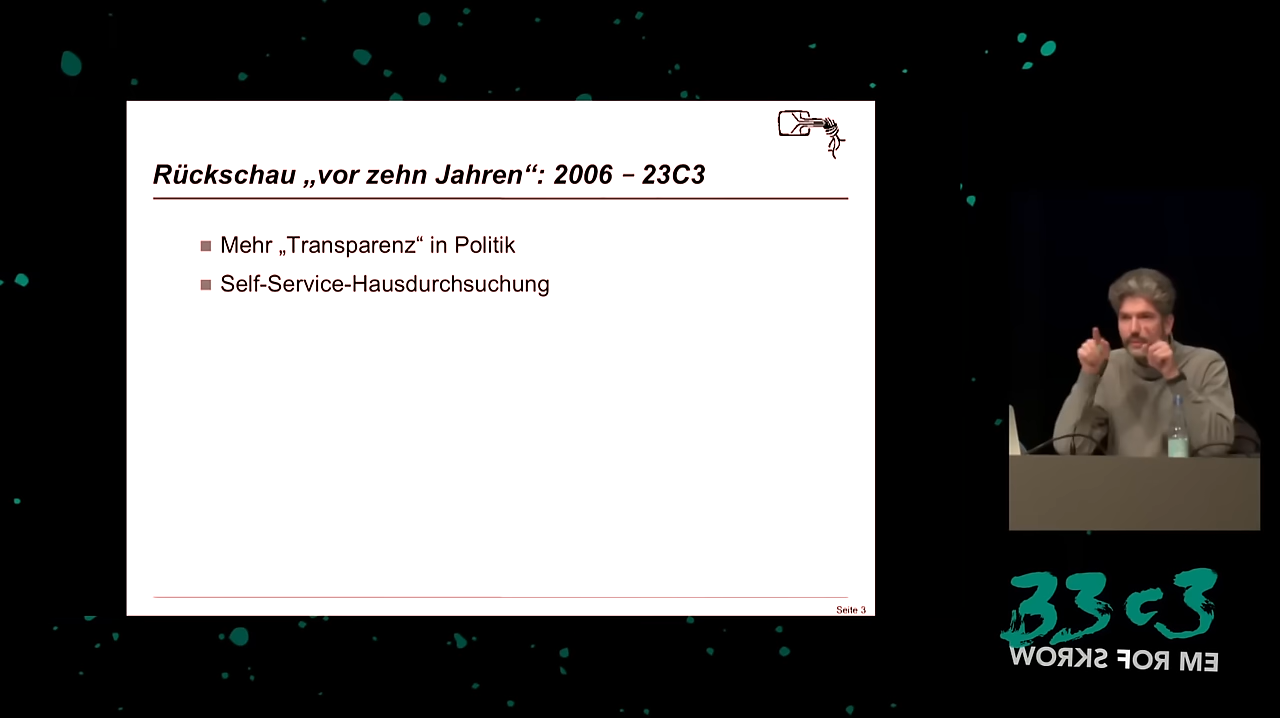 Rückschau „vor zehn Jahren“: 2006 – 23C3
Mehr „Transparenz“ in Politik
Self-Service-Hausdurchsuchung
Seite 3
33c3
WORKS FOR ME